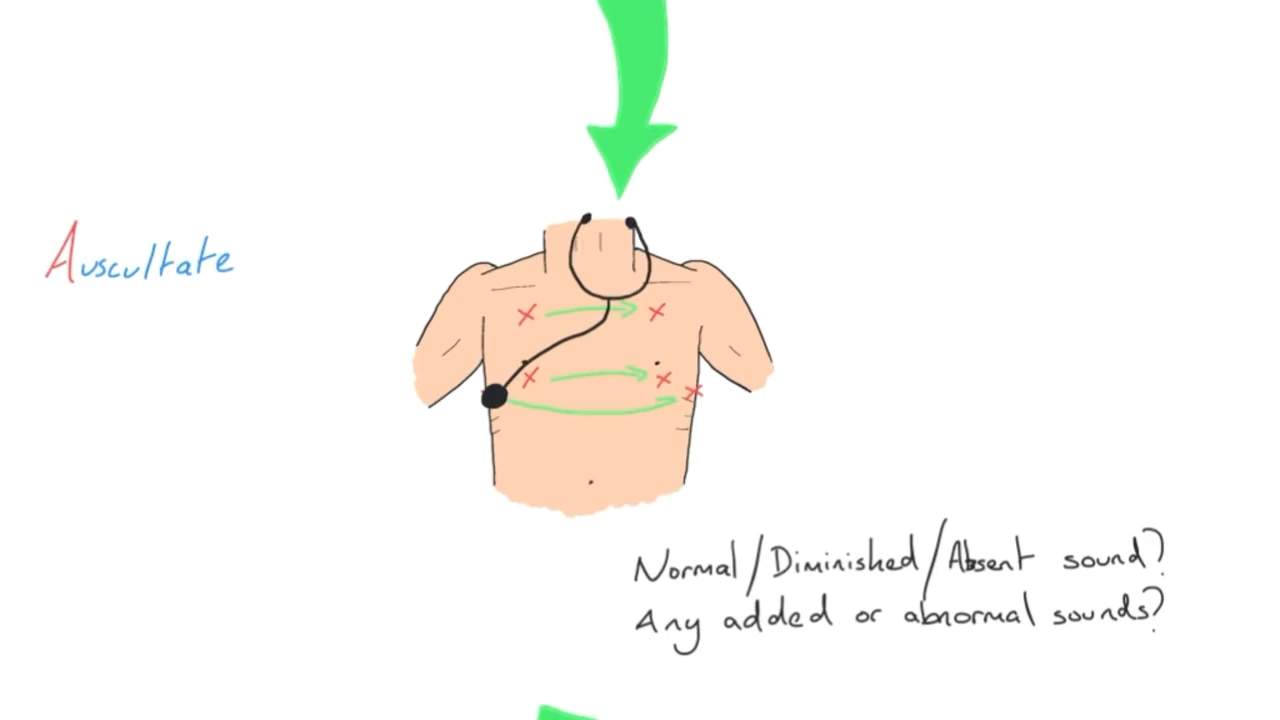 Auscultate
Normal/Diminished/Absent sound?
Any added or abnormal sounds?